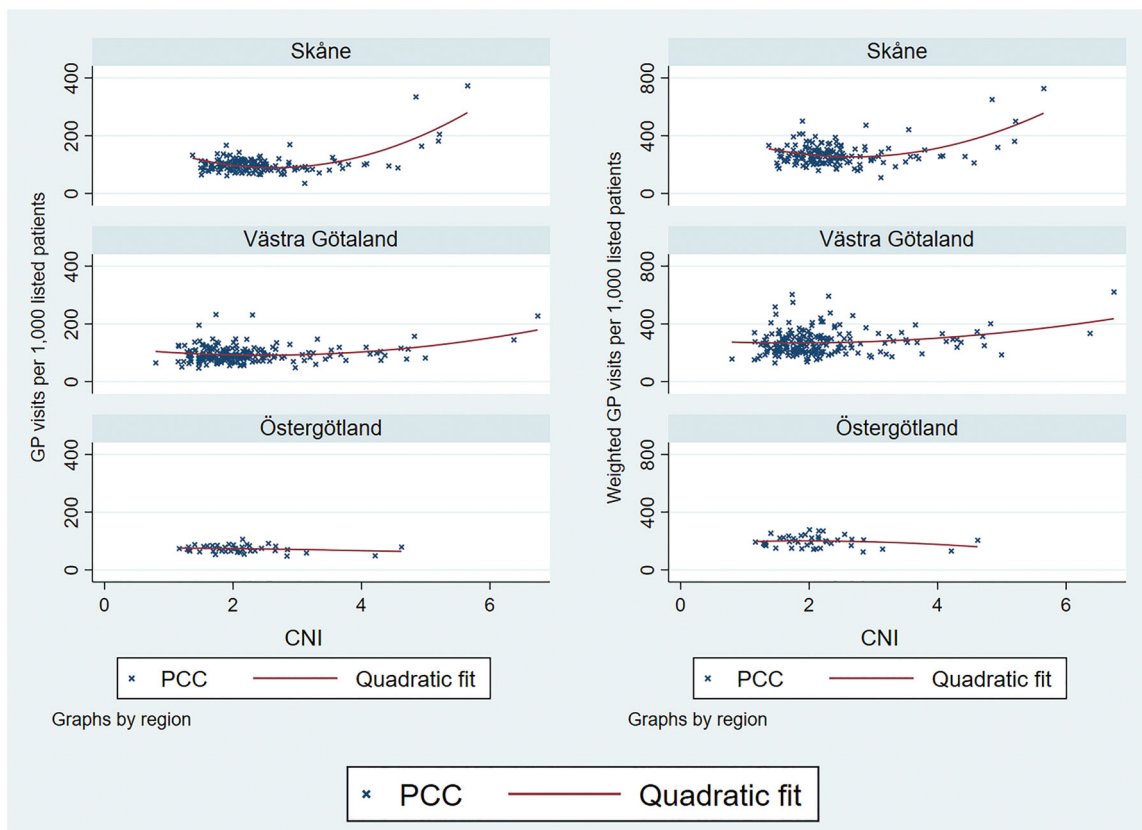 Skåne
400
200
0
Västra Götaland
400
200
0
Östergötland
400
200
0
GP visits per 1,000 listed patients
0 2 4 6
CNI
× PCC Quadratic fit
Graphs by region
Skåne
800
400
0
Västra Götaland
800
400
0
Östergötland
800
400
0
Weighted GP visits per 1,000 listed patients
0 2 4 6
CNI
× PCC Quadratic fit
Graphs by region
× PCC Quadratic fit